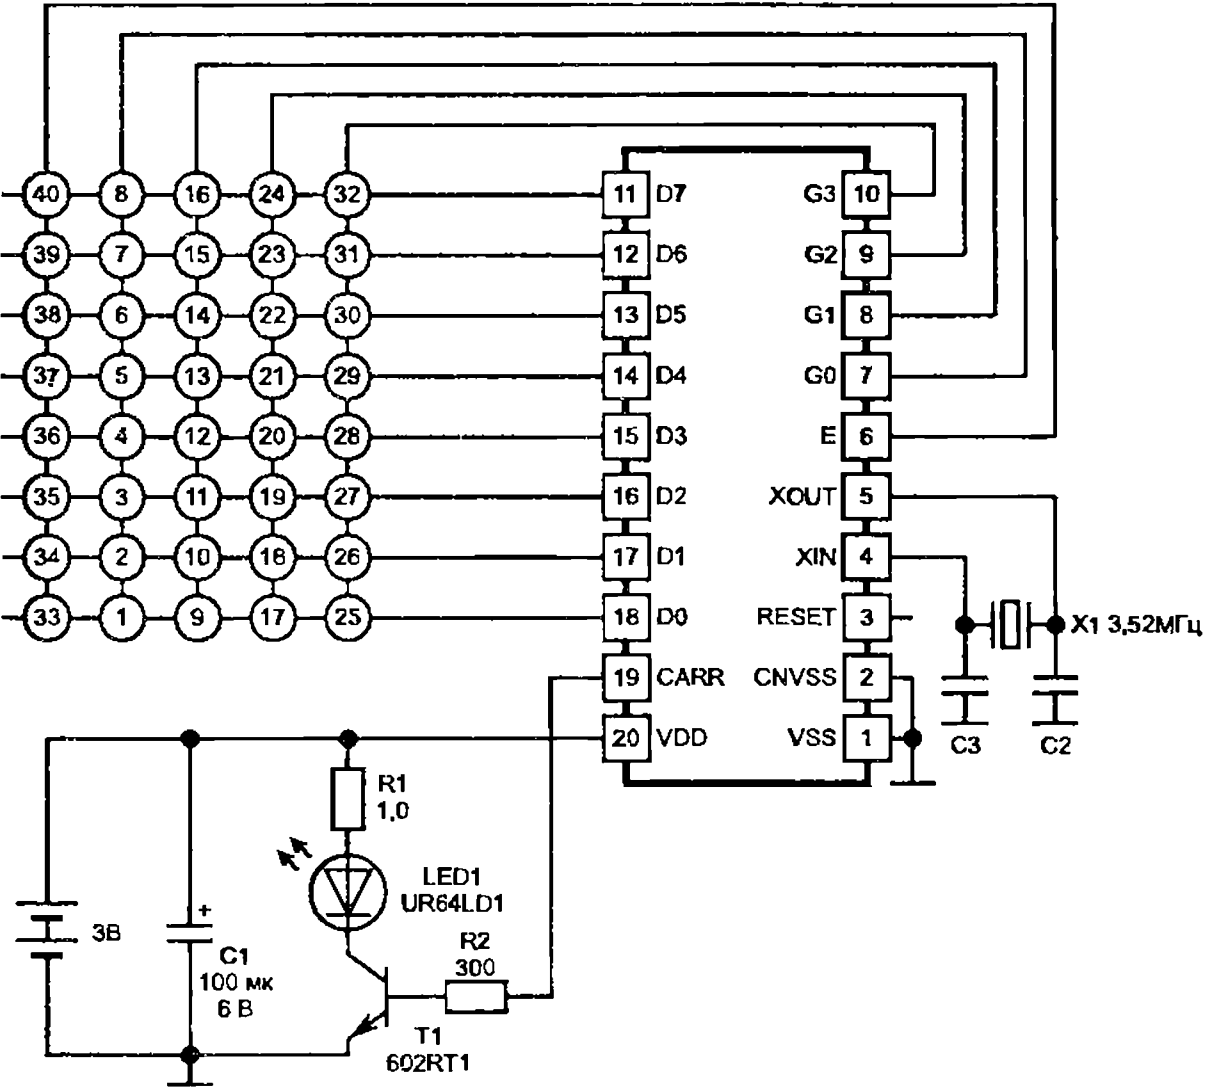 40 8 16 24 32 11 D7 G3 10
39 7 15 23 31 12 D6 G2 9
38 6 14 22 30 13 D5 G1 8
37 5 13 21 29 14 D4 G0 7
36 4 12 20 28 15 D3 E 6
35 3 11 19 27 16 D2 XOUT 5
34 2 10 18 26 17 D1 XIN 4
33 1 9 17 25 18 D0 RESET 3 X1 3,52МГц
19 CARR CNVSS 2
20 VDD VSS 1 C3 C2
R1
1,0
LED1
UR64LD1
+
3В
C1
100 мк
6 В
R2
300
T1
602RT1